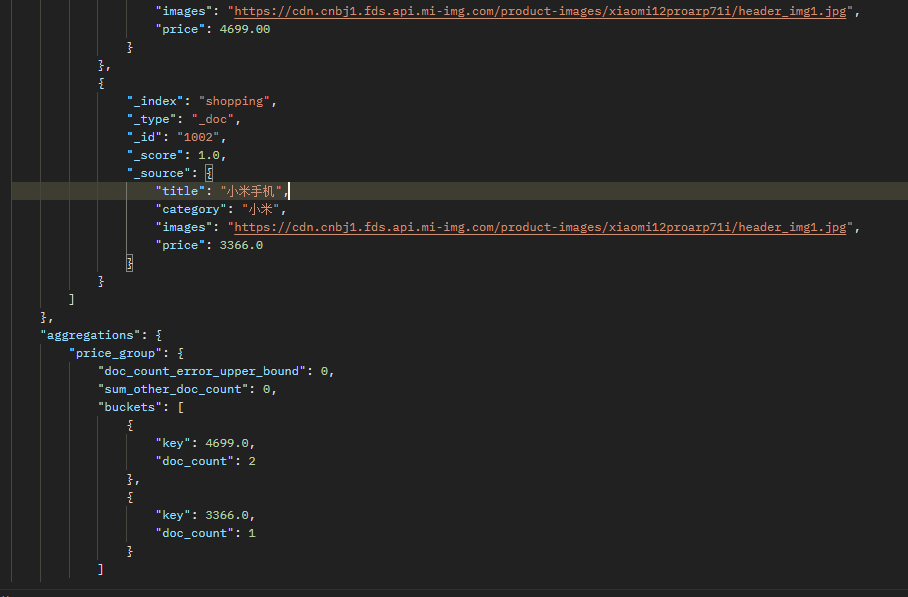 "images": "https://cdn.cnbj1.fds.api.mi-img.com/product-images/xiaomi12proarp71i/header_img1.jpg",
"price": 4699.00
}
},
{
"_index": "shopping",
"_type": "_doc",
"_id": "1002",
"_score": 1.0,
"_source": {
"title": "小米手机",
"category": "小米",
"images": "https://cdn.cnbj1.fds.api.mi-img.com/product-images/xiaomi12proarp71i/header_img1.jpg",
"price": 3366.0
}
}
]
},
"aggregations": {
"price_group": {
"doc_count_error_upper_bound": 0,
"sum_other_doc_count": 0,
"buckets": [
{
"key": 4699.0,
"doc_count": 2
},
{
"key": 3366.0,
"doc_count": 1
}
]